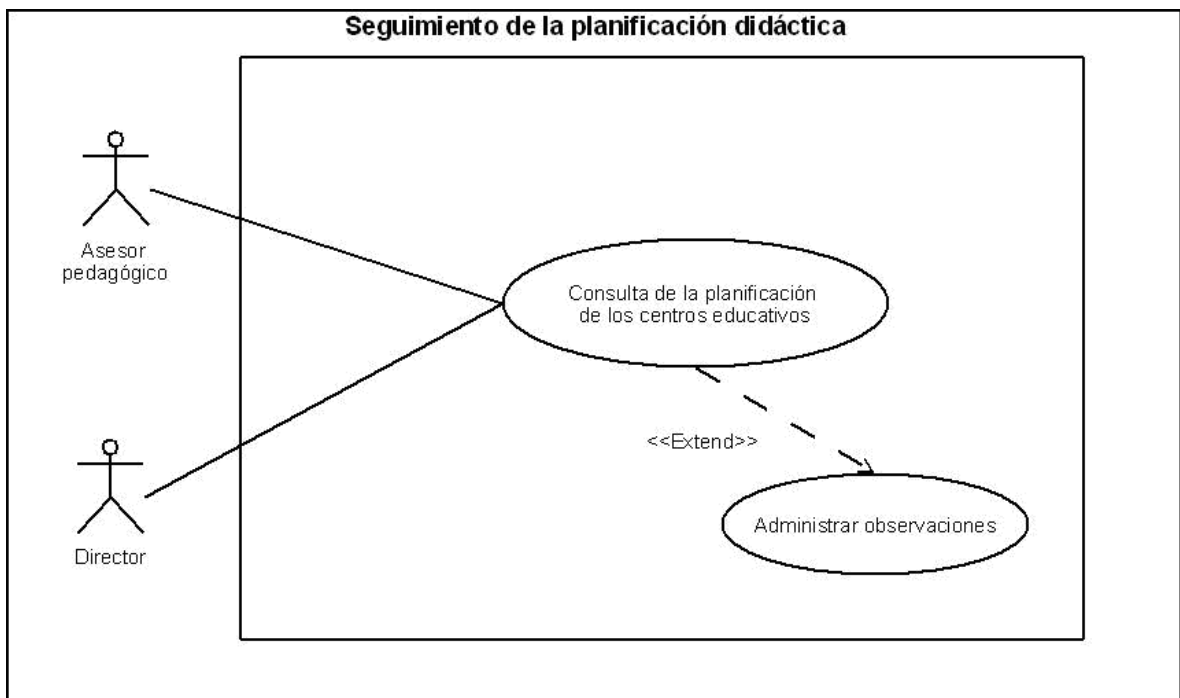 Seguimiento de la planificación didáctica
Asesor
pedagógico
Consulta de la planificación
de los centros educativos
<<Extend>>
Administrar observaciones
Director